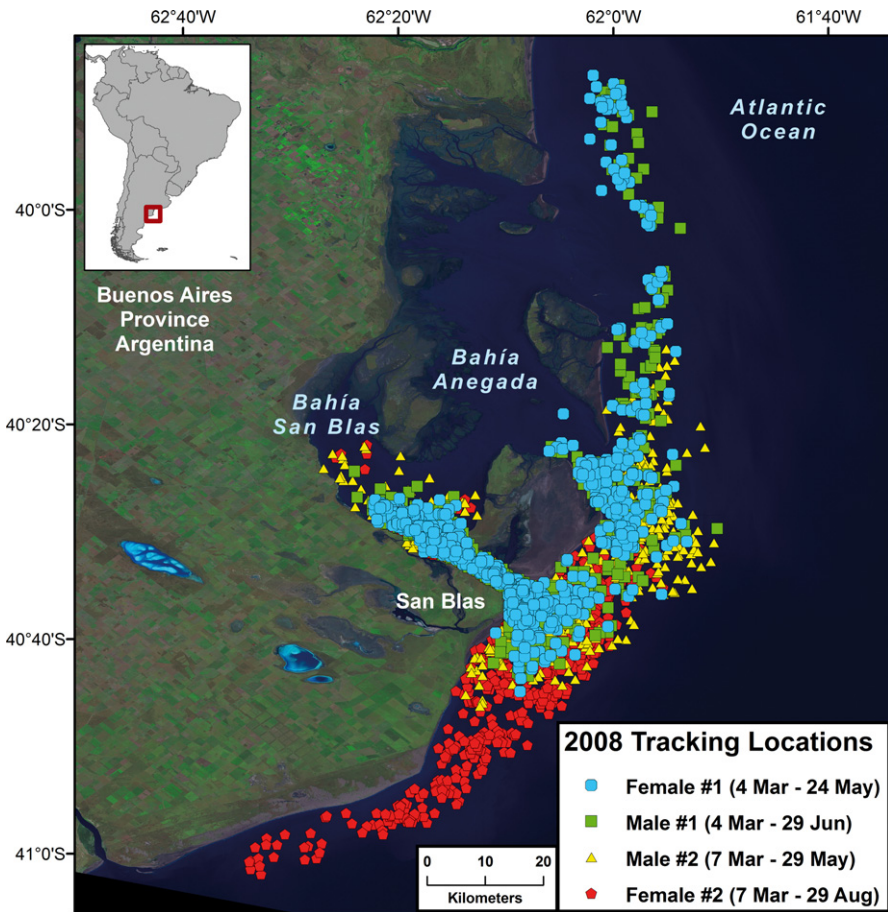 62°40'W
62°20'W
62°0'W
61°40'W
Atlantic
Ocean
40°0'S
Buenos Aires
Province
Argentina
Bahía
Anegada
Bahía
San Blas
40°20'S
San Blas
40°40'S
2008 Tracking Locations
Female #1 (4 Mar - 24 May)
Male #1 (4 Mar - 29 Jun)
Male #2 (7 Mar - 29 May)
Female #2 (7 Mar - 29 Aug)
41°0'S
0 10 20
Kilometers